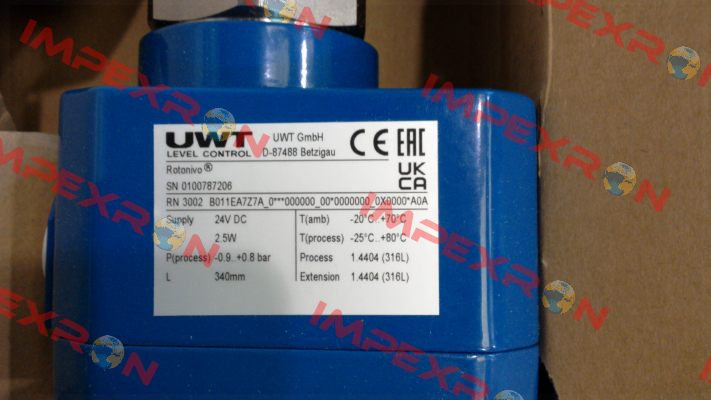 UWT UWT GmbH CE EAC
LEVEL CONTROL D-87488 Betzigau
Rotonivo® UK
SN 0100787206 CA
RN 3002 B011EA7Z7A_0***000000_00*0000000_0X0000*A0A
Supply 24V DC T(amb) -20°C..+70°C
2.5W T(process) -25°C..+80°C
P(process) -0.9..+0.8 bar Process 1.4404 (316L)
L 340mm Extension 1.4404 (316L)
IMPEXRON
IMPEXRON
IMPEXRON
IMPEXRON
IMPEXRON